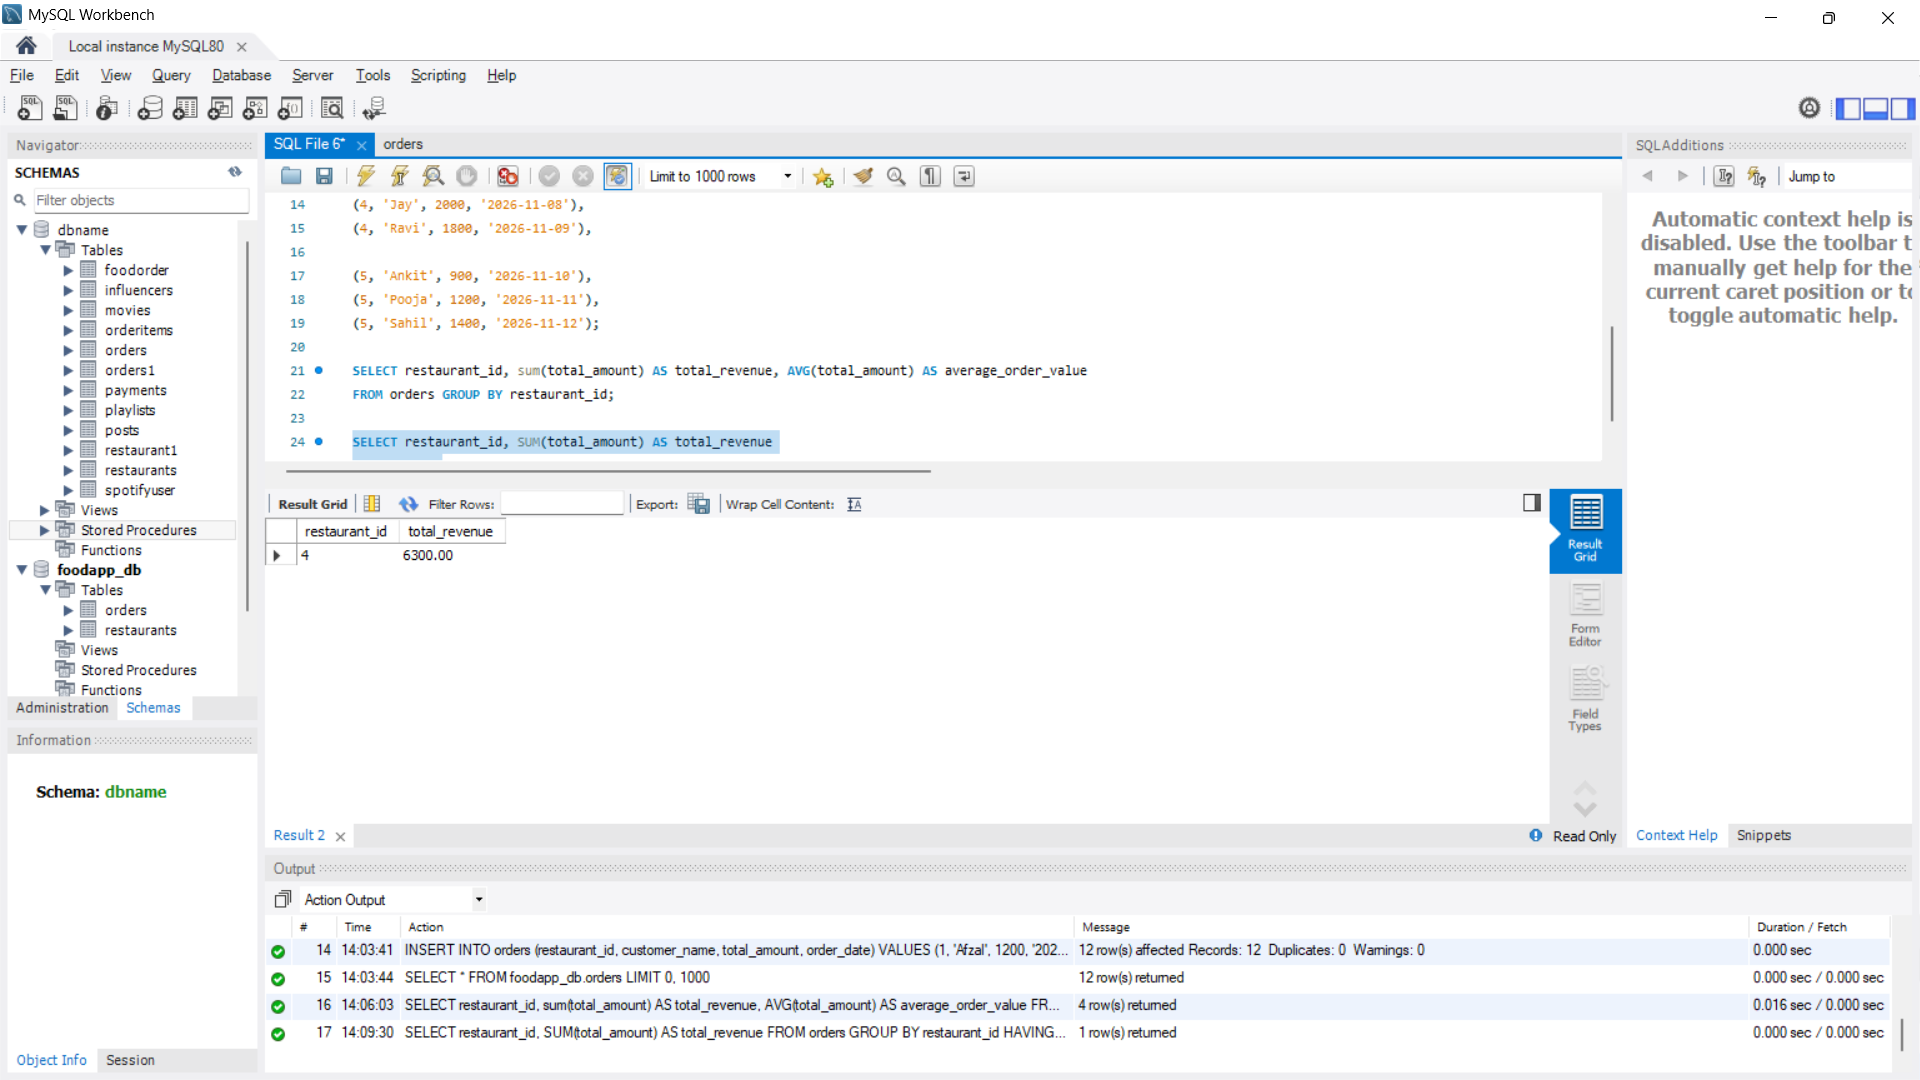 MySQL Workbench
Local instance MySQL80
File Edit View Query Database Server Tools Scripting Help
Navigator
SCHEMAS
Filter objects
dbname
Tables
foodorder
influencers
movies
orderitems
orders
orders1
payments
playlists
posts
restaurant1
restaurants
spotifyuser
Views
Stored Procedures
Functions
foodapp_db
Tables
orders
restaurants
Views
Stored Procedures
Functions
Administration Schemas
Information
Schema: dbname
Object Info Session
SQL File 6* orders
Limit to 1000 rows
14 (4, 'Jay', 2000, '2026-11-08'),
15 (4, 'Ravi', 1800, '2026-11-09'),
16
17 (5, 'Ankit', 900, '2026-11-10'),
18 (5, 'Pooja', 1200, '2026-11-11'),
19 (5, 'Sahil', 1400, '2026-11-12');
20
21 SELECT restaurant_id, sum(total_amount) AS total_revenue, AVG(total_amount) AS average_order_value
22 FROM orders GROUP BY restaurant_id;
23
24 SELECT restaurant_id, SUM(total_amount) AS total_revenue
Result Grid Filter Rows: Export: Wrap Cell Content:
restaurant_id total_revenue
4 6300.00
Result Grid
Form Editor
Field Types
Result 2
Read Only
SQLAdditions
Jump to
Automatic context help is
disabled. Use the toolbar t
manually get help for the
current caret position or to
toggle automatic help.
Context Help Snippets
Output
Action Output
# Time Action Message Duration / Fetch
14 14:03:41 INSERT INTO orders (restaurant_id, customer_name, total_amount, order_date) VALUES (1, 'Afzal', 1200, '202... 12 row(s) affected Records: 12 Duplicates: 0 Warnings: 0 0.000 sec
15 14:03:44 SELECT * FROM foodapp_db.orders LIMIT 0, 1000 12 row(s) returned 0.000 sec / 0.000 sec
16 14:06:03 SELECT restaurant_id, sum(total_amount) AS total_revenue, AVG(total_amount) AS average_order_value FR... 4 row(s) returned 0.016 sec / 0.000 sec
17 14:09:30 SELECT restaurant_id, SUM(total_amount) AS total_revenue FROM orders GROUP BY restaurant_id HAVING... 1 row(s) returned 0.000 sec / 0.000 sec